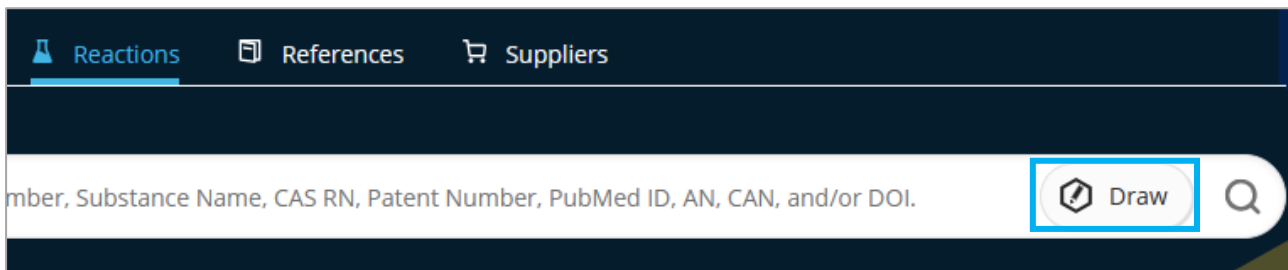 Reactions References Suppliers
mber, Substance Name, CAS RN, Patent Number, PubMed ID, AN, CAN, and/or DOI. Draw